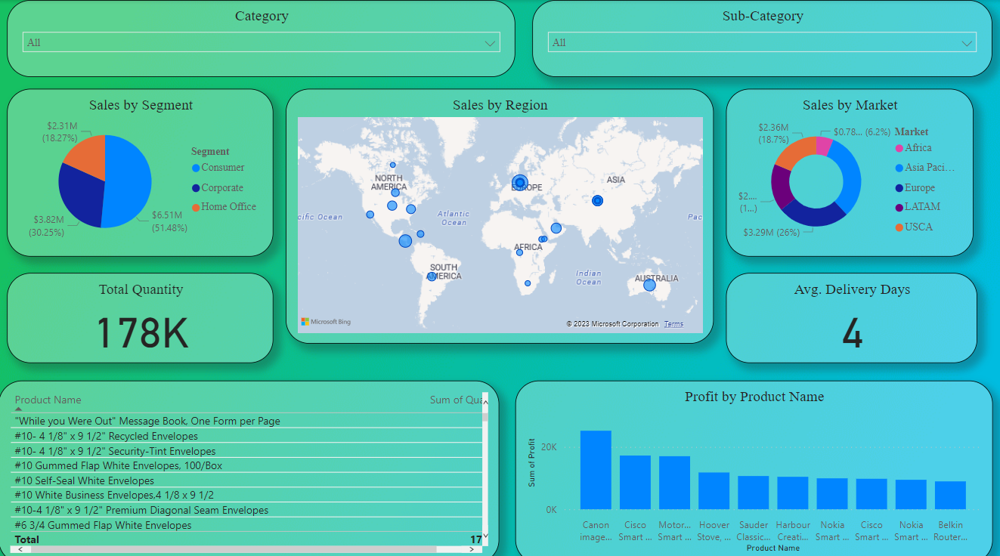 Category
All
Sub-Category
All
Sales by Segment
$2.31M
(18.27%)
Segment
Consumer
Corporate
Home Office
$3.82M
(30.25%)
$6.51M
(51.48%)
Sales by Region
NORTH
AMERICA
EUROPE
ASIA
cific Ocean
Atlantic
Ocean
Pac
AFRICA
SOUTH
AMERICA
Indian
Ocean
AUSTRALIA
Microsoft Bing
© 2023 Microsoft Corporation Terms
Sales by Market
$2.36M
(18.7%)
$0.78... (6.2%)
Market
Africa
Asia Paci...
Europe
LATAM
USCA
$2....
(1...)
$3.29M (26%)
Total Quantity
178K
Avg. Delivery Days
4
Product Name Sum of Qua
"While you Were Out" Message Book, One Form per Page
#10- 4 1/8" x 9 1/2" Recycled Envelopes
#10- 4 1/8" x 9 1/2" Security-Tint Envelopes
#10 Gummed Flap White Envelopes, 100/Box
#10 Self-Seal White Envelopes
#10 White Business Envelopes,4 1/8 x 9 1/2
#10-4 1/8" x 9 1/2" Premium Diagonal Seam Envelopes
#6 3/4 Gummed Flap White Envelopes
Total 17
Profit by Product Name
Sum of Profit
20K
0K
Canon Cisco Motor... Hoover Sauder Harbour Nokia Cisco Nokia Belkin
image... Smart ... Smart ... Stove, ... Classic... Creati... Smart ... Smart ... Smart ... Router...
Product Name